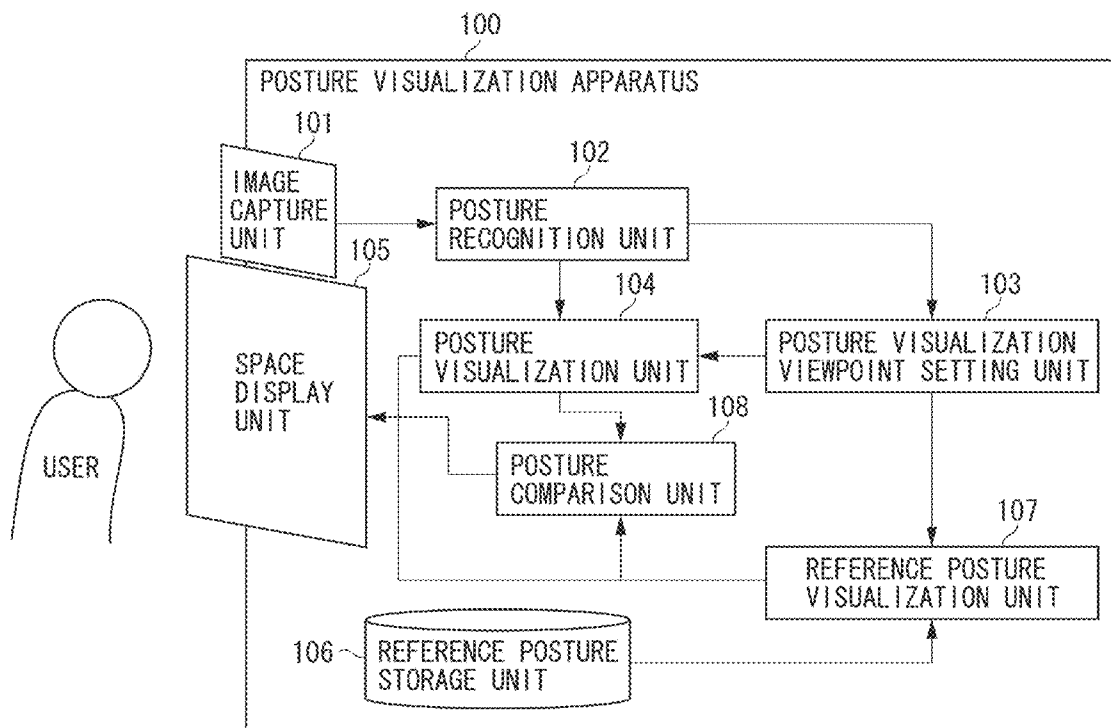 100
POSTURE VISUALIZATION APPARATUS
101
IMAGE
CAPTURE
UNIT
102
POSTURE
RECOGNITION UNIT
105
SPACE
DISPLAY
UNIT
104
POSTURE
VISUALIZATION UNIT
103
POSTURE VISUALIZATION
VIEWPOINT SETTING UNIT
108
POSTURE
COMPARISON UNIT
USER
107
REFERENCE POSTURE
VISUALIZATION UNIT
106
REFERENCE POSTURE
STORAGE UNIT